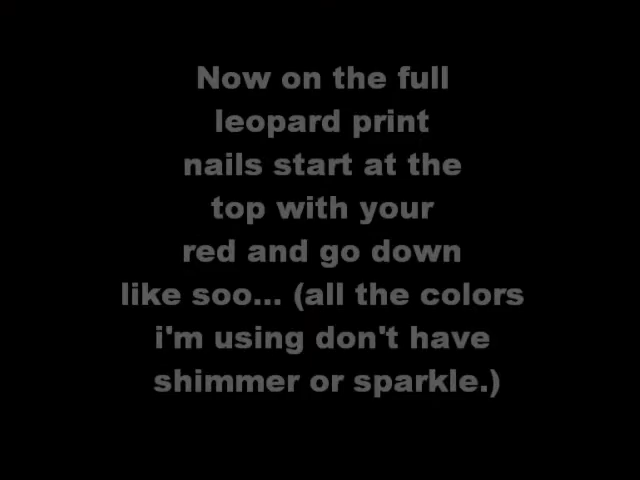 Now on the full
leopard print
nails start at the
top with your
red and go down
like soo... (all the colors
i'm using don't have
shimmer or sparkle.)